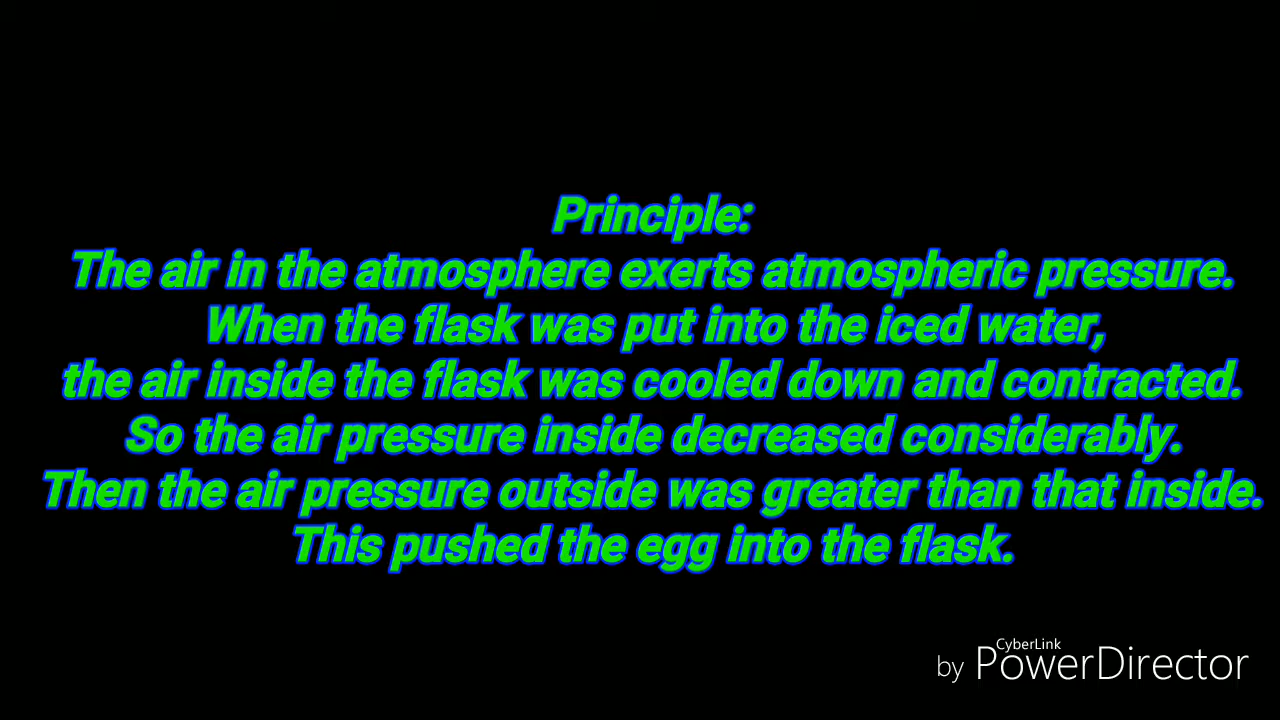 Principle:
The air in the atmosphere exerts atmospheric pressure.
When the flask was put into the iced water,
the air inside the flask was cooled down and contracted.
So the air pressure inside decreased considerably.
Then the air pressure outside was greater than that inside.
This pushed the egg into the flask.
CyberLink
by PowerDirector